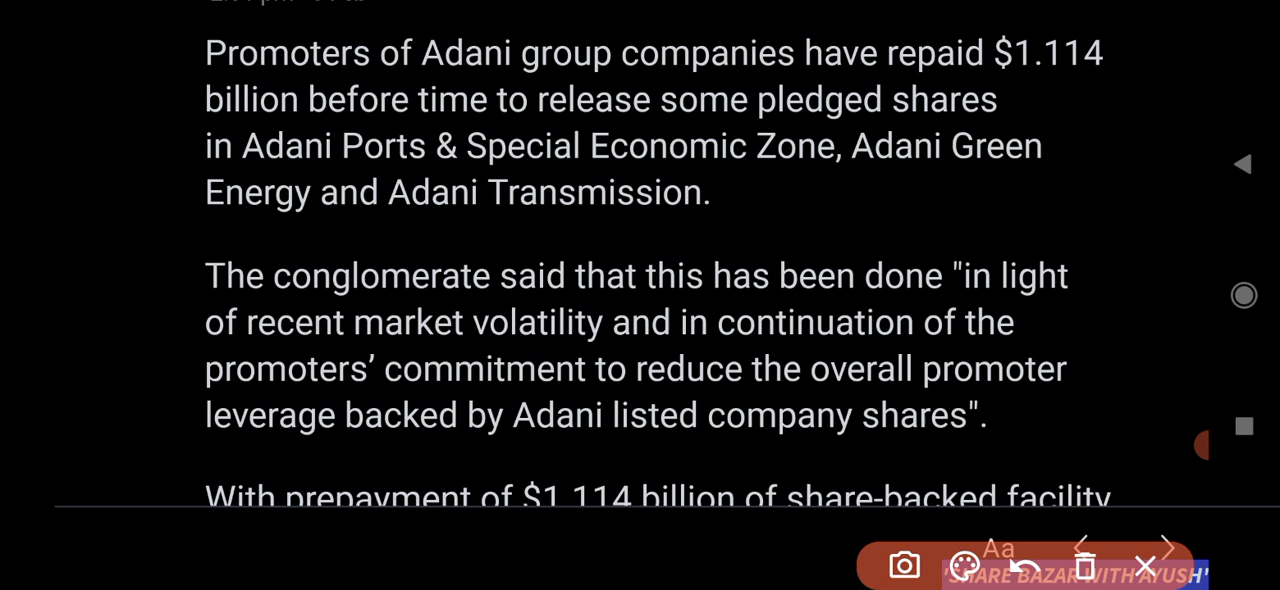 Promoters of Adani group companies have repaid $1.114
billion before time to release some pledged shares
in Adani Ports & Special Economic Zone, Adani Green
Energy and Adani Transmission.
The conglomerate said that this has been done "in light
of recent market volatility and in continuation of the
promoters’ commitment to reduce the overall promoter
leverage backed by Adani listed company shares".
With prepayment of $1.114 billion of share-backed facility
Aa
'SHARE BAZAR WITH AYUSH'